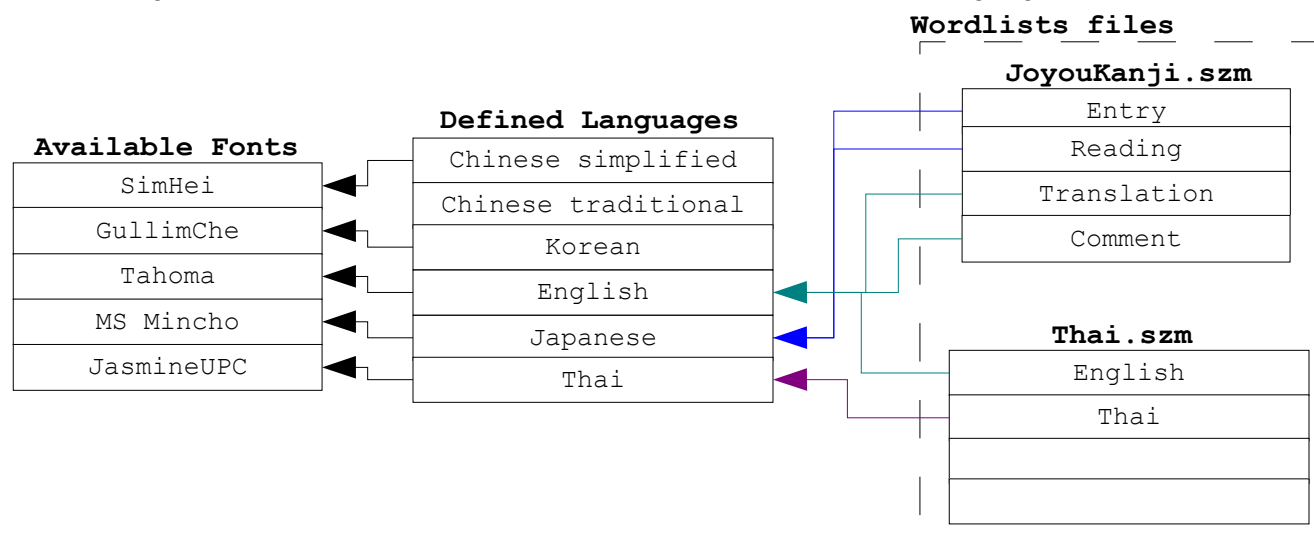 Wordlists files
JoyouKanji.szm
Entry
Reading
Translation
Comment
Defined Languages
Chinese simplified
Chinese traditional
Korean
English
Japanese
Thai
Available Fonts
SimHei
GullimChe
Tahoma
MS Mincho
JasmineUPC
Thai.szm
English
Thai